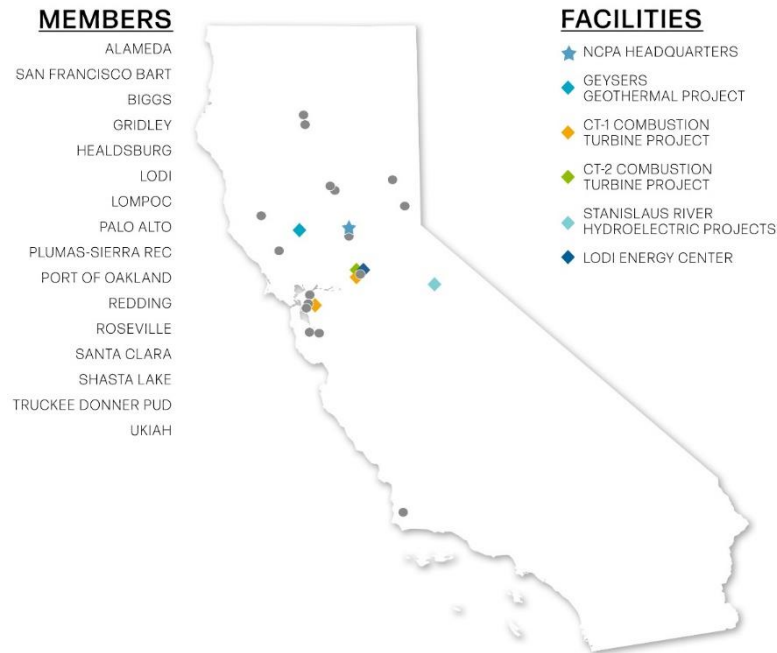 MEMBERS
ALAMEDA
SAN FRANCISCO BART
BIGGS
GRIDLEY
HEALDSBURG
LODI
LOMPOC
PALO ALTO
PLUMAS-SIERRA REC
PORT OF OAKLAND
REDDING
ROSEVILLE
SANTA CLARA
SHASTA LAKE
TRUCKEE DONNER PUD
UKIAH
FACILITIES
NCPA HEADQUARTERS
GEYSERS
GEOTHERMAL PROJECT
CT-1 COMBUSTION
TURBINE PROJECT
CT-2 COMBUSTION
TURBINE PROJECT
STANISLAUS RIVER
HYDROELECTRIC PROJECTS
LODI ENERGY CENTER